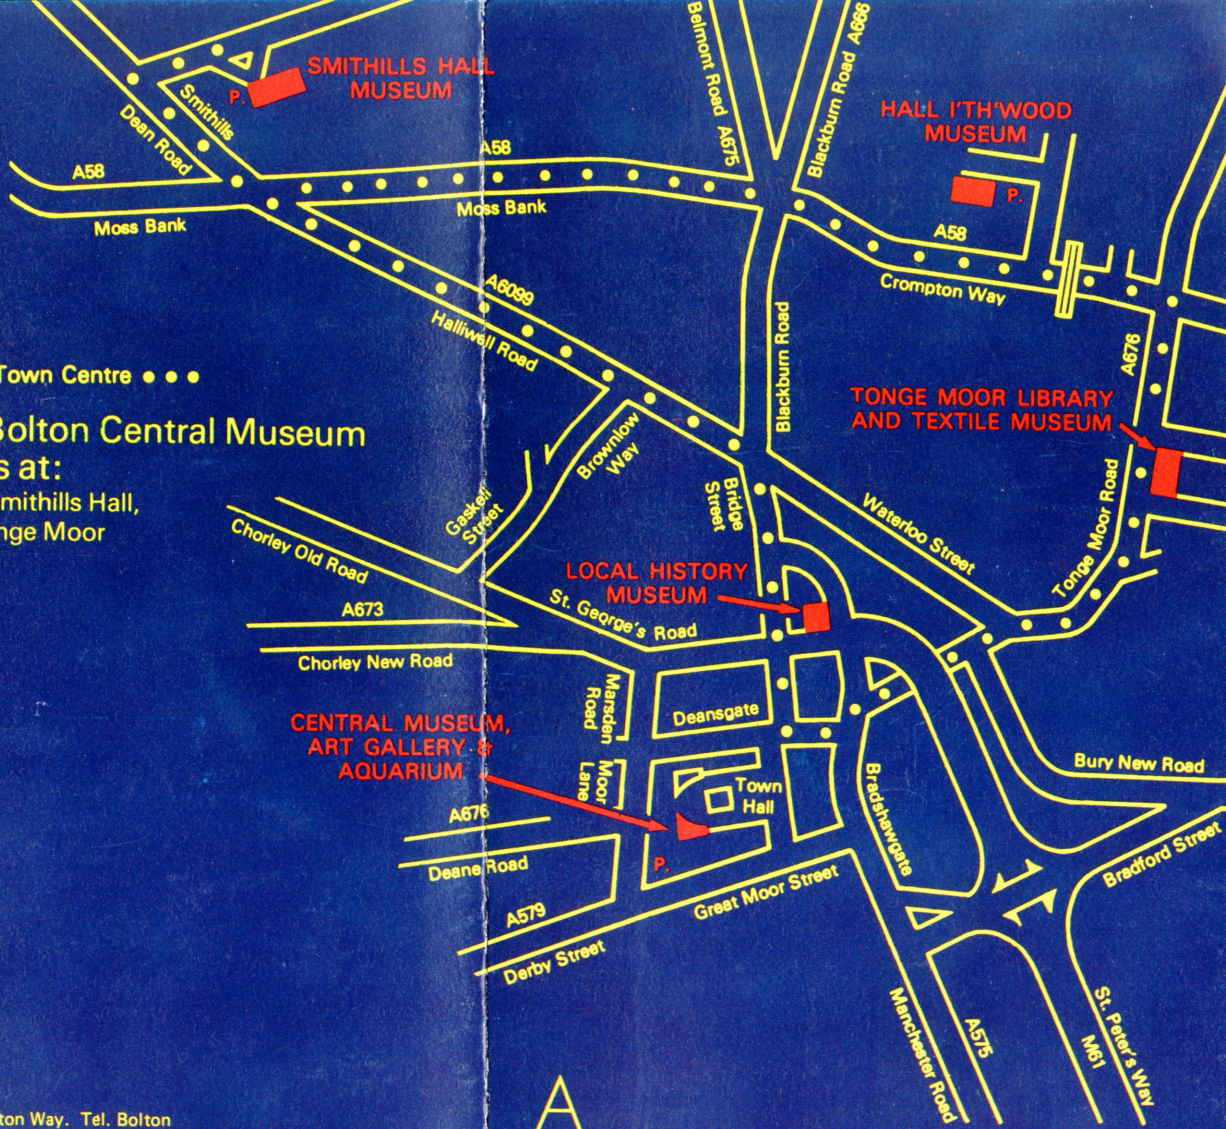 SMITHILLS HALL
MUSEUM
P.
Smithills
Dean Road
A58
Moss Bank
A58
Moss Bank
Belmont Road A675
Blackburn Road A666
HALL I'TH'WOOD
MUSEUM
P.
A58
Crompton Way
A6099
Halliwell Road
Blackburn Road
A676
Town Centre
Bolton Central Museum
s at:
mithills Hall,
nge Moor
TONGE MOOR LIBRARY
AND TEXTILE MUSEUM
Brownlow
Way
Gaskell
Street
Bridge
Street
Waterloo Street
Tonge Moor Road
Chorley Old Road
A673
Chorley New Road
LOCAL HISTORY
MUSEUM
St. George's Road
Marsden
Road
Deansgate
CENTRAL MUSEUM,
ART GALLERY &
AQUARIUM
Moor
Lane
Town
Hall
Bradshawgate
Bury New Road
Bradford Street
A676
Deane Road
P.
Great Moor Street
A579
Derby Street
Manchester Road
A575
M61
St. Peter's Way
A
ton Way. Tel. Bolton